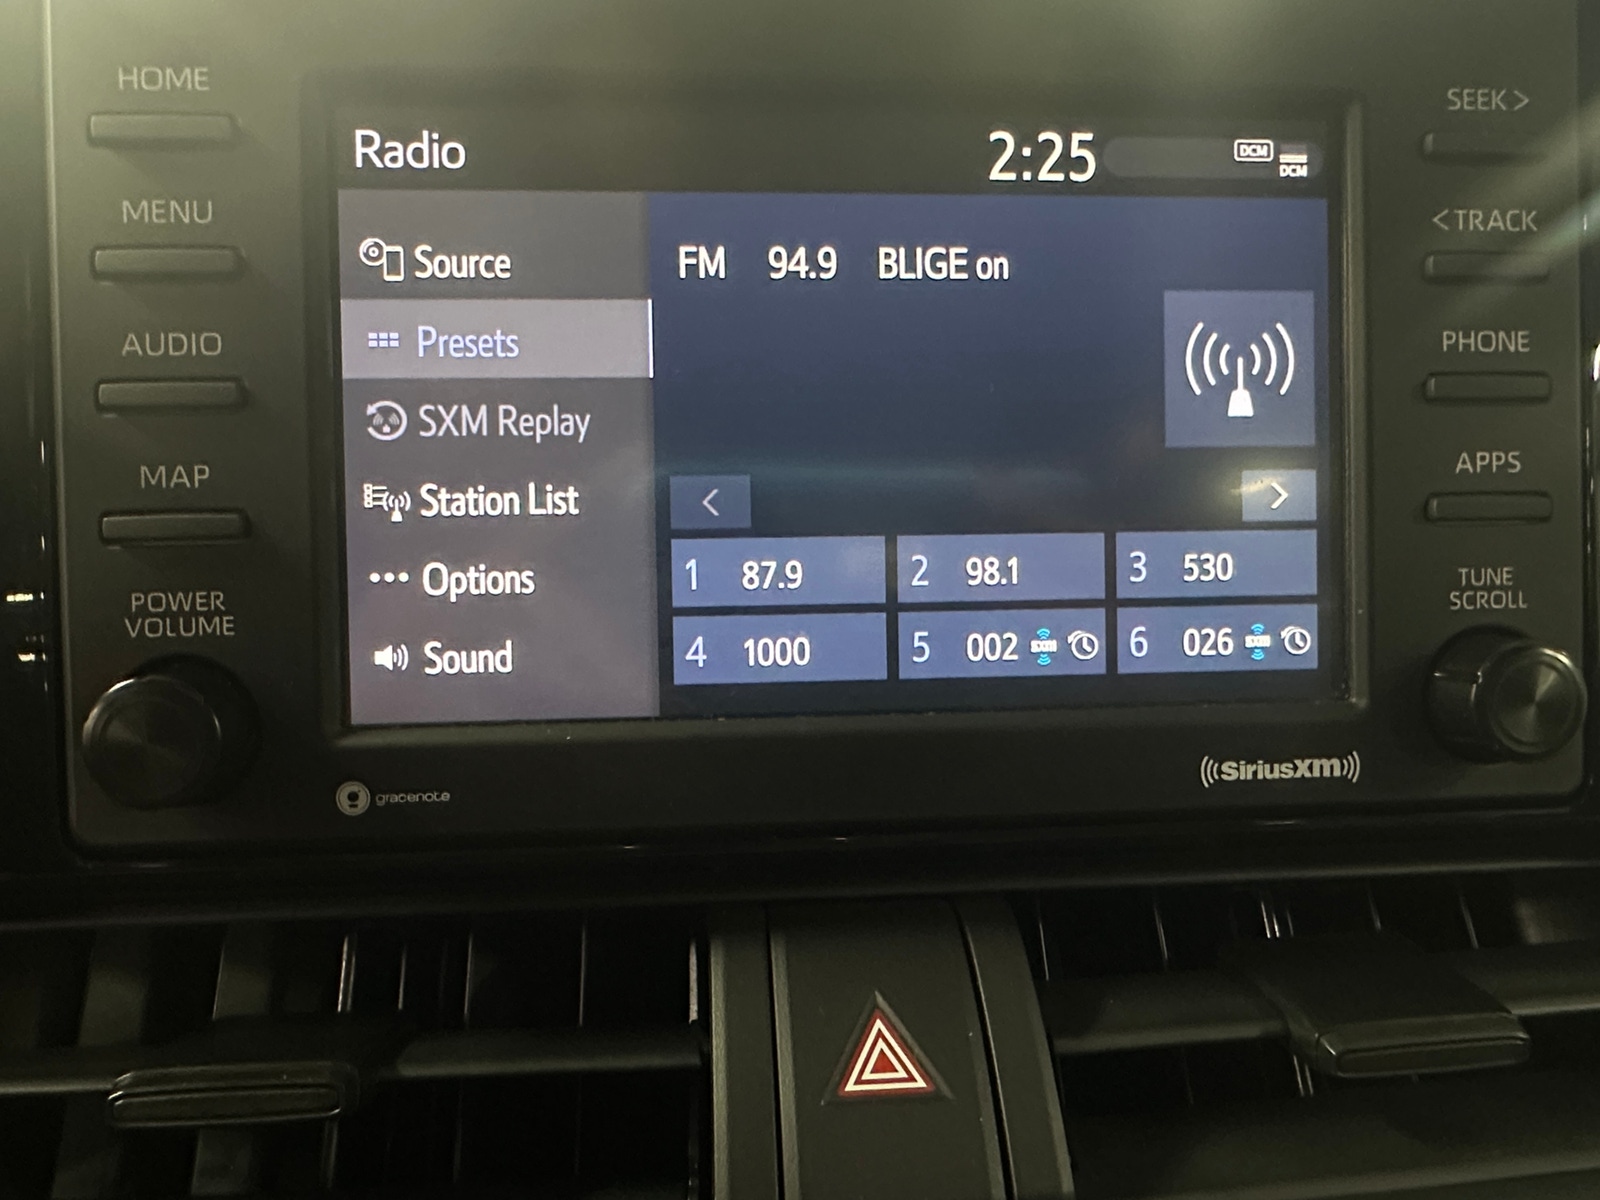 HOME
MENU
AUDIO
MAP
POWER
VOLUME
Radio
2:25
DCM
DCM
Source
Presets
SXM Replay
Station List
Options
Sound
FM 94.9 BLIGE on
<
>
1 87.9
2 98.1
3 530
4 1000
5 002 SXM
6 026 SXM
SEEK >
< TRACK
PHONE
APPS
TUNE
SCROLL
gracenote
((SiriusXM))